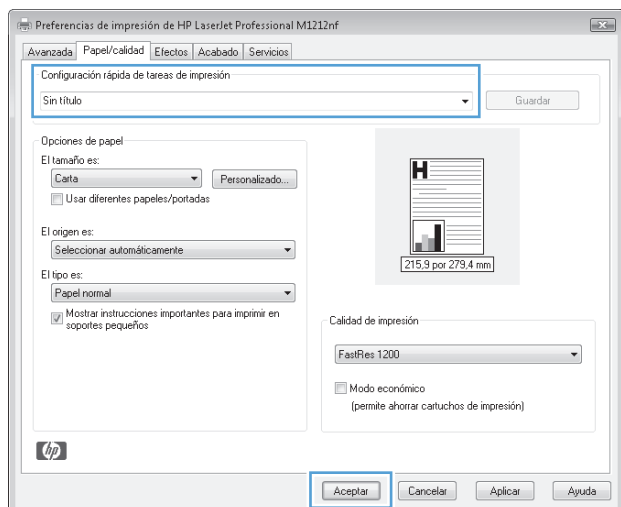 Preferencias de impresión de HP LaserJet Professional M1212nf
Avanzada Papel/calidad Efectos Acabado Servicios
Configuración rápida de tareas de impresión
Sin título
Guardar
Opciones de papel
El tamaño es:
Carta
Personalizado...
Usar diferentes papeles/portadas
El origen es:
Seleccionar automáticamente
El tipo es:
Papel normal
Mostrar instrucciones importantes para imprimir en
soportes pequeños
H
215,9 por 279,4 mm
Calidad de impresión
FastRes 1200
Modo económico
(permite ahorrar cartuchos de impresión)
hp
Aceptar Cancelar Aplicar Ayuda